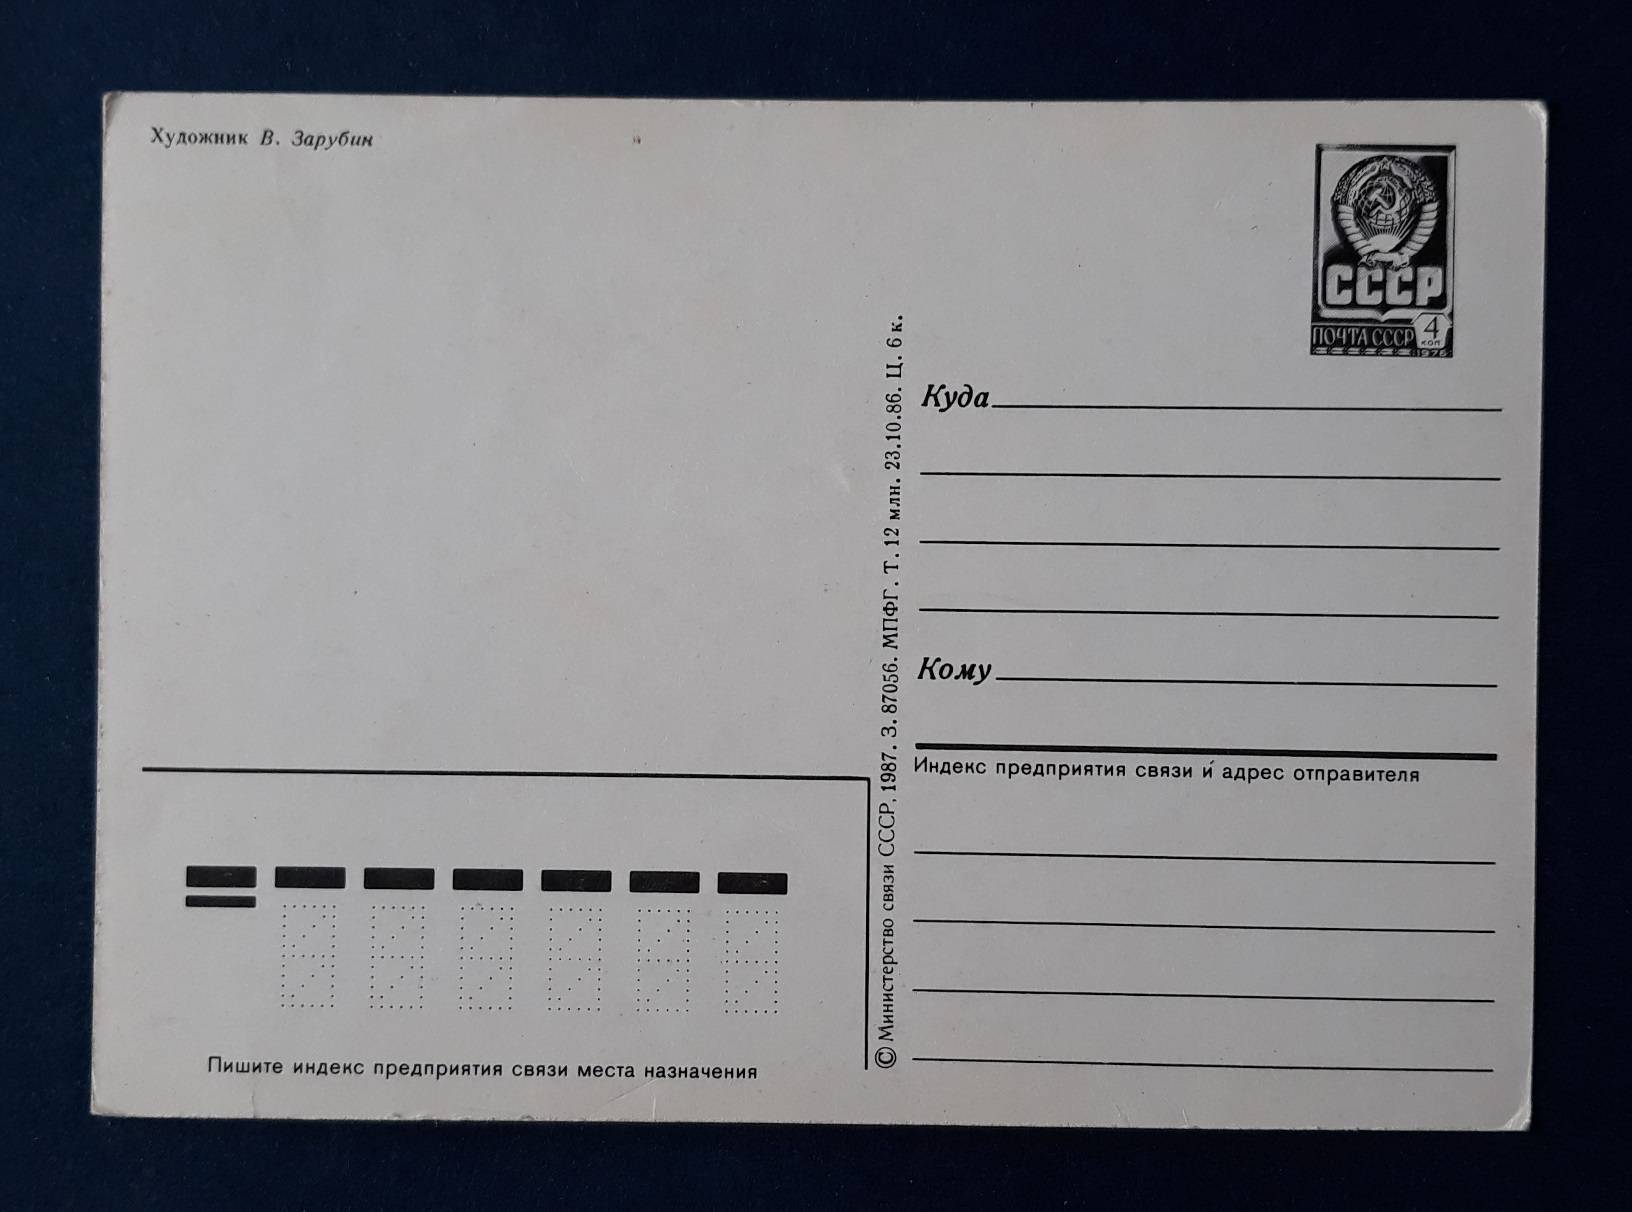 Художник В. Зарубин
СССР
ПОЧТА СССР 4
коп
1976
Куда
Кому
Индекс предприятия связи и адрес отправителя
© Министерство связи СССР, 1987. З. 87056. МПФГ. Т. 12 млн. 23.10.86. Ц. 6 к.
Пишите индекс предприятия связи места назначения